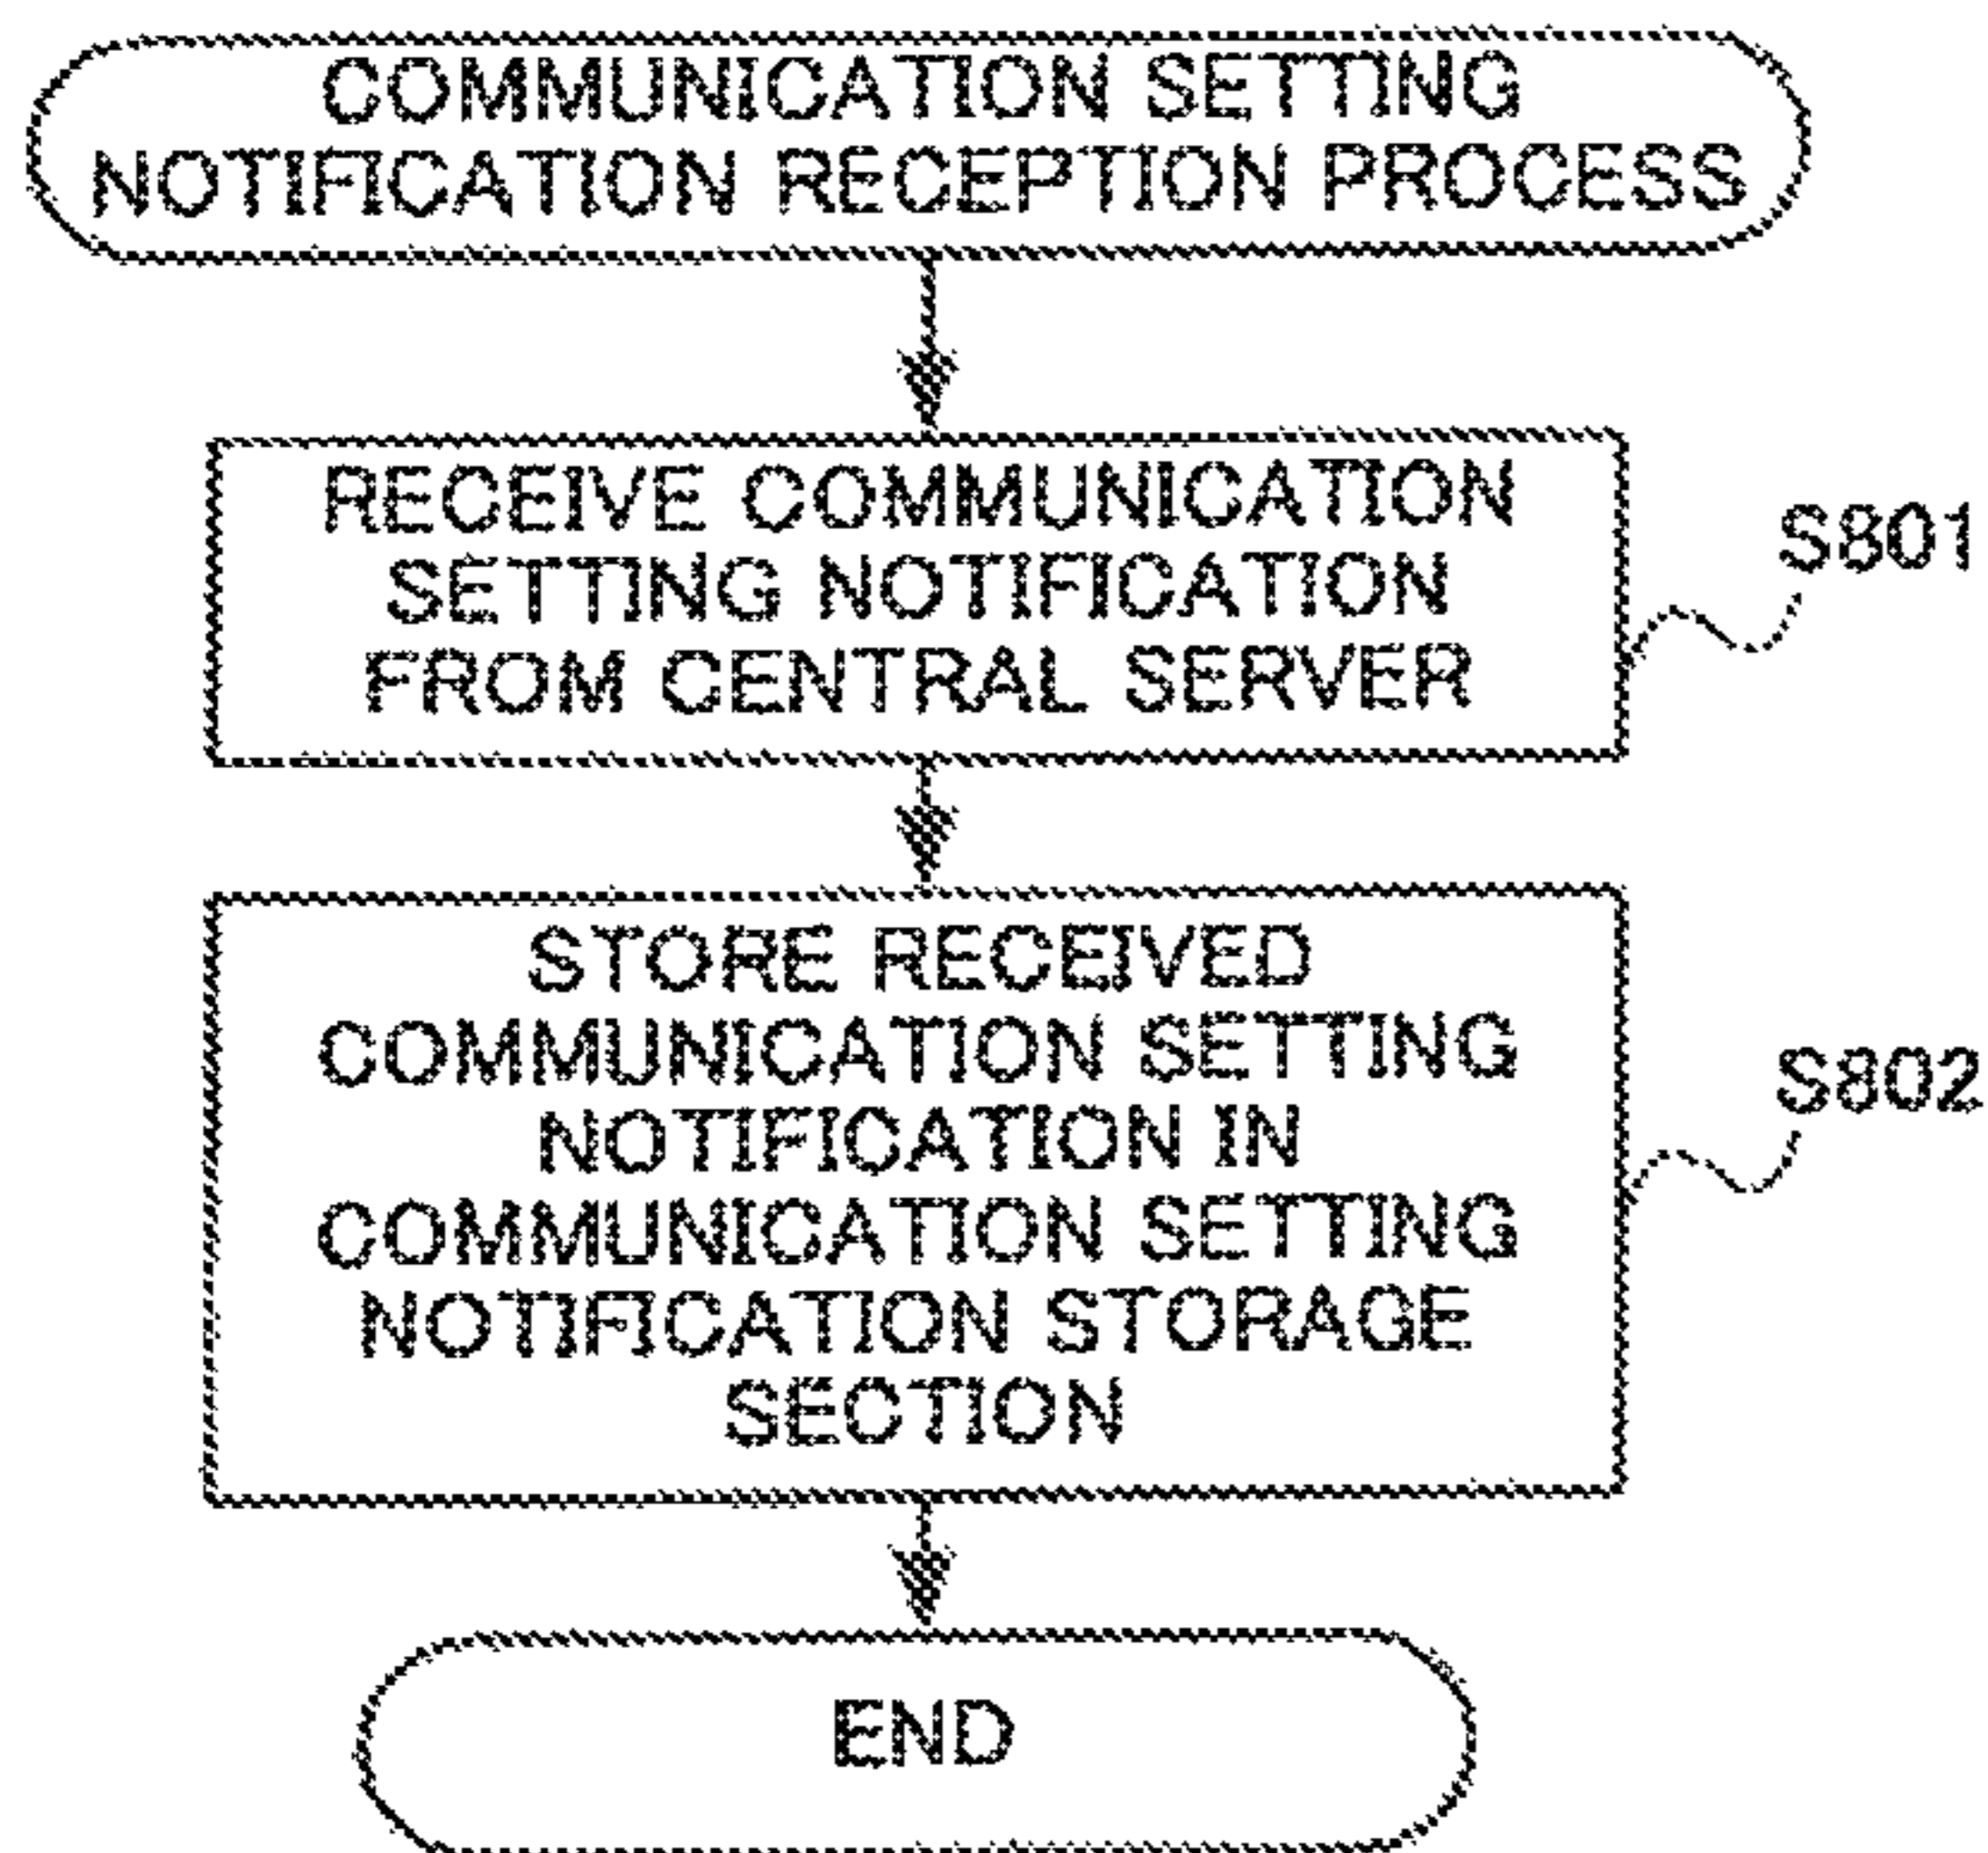 COMMUNICATION SETTING
NOTIFICATION RECEPTION PROCESS
RECEIVE COMMUNICATION
SETTING NOTIFICATION
FROM CENTRAL SERVER
S801
STORE RECEIVED
COMMUNICATION SETTING
NOTIFICATION IN
COMMUNICATION SETTING
NOTIFICATION STORAGE
SECTION
S802
END